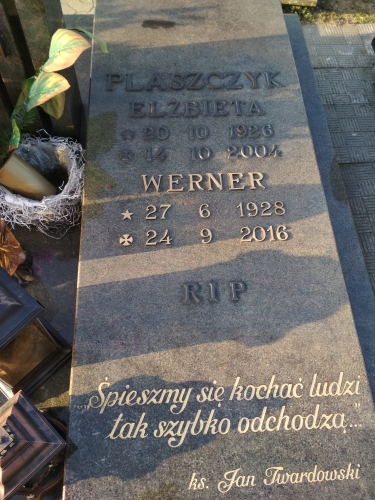 PLASZCZYK
ELZBIETA
★ 20 10 1926
✠ 14 10 2004
WERNER
★ 27 6 1928
✠ 24 9 2016
RIP
„Śpieszmy się kochać ludzi
tak szybko odchodzą..."
ks. Jan Twardowski